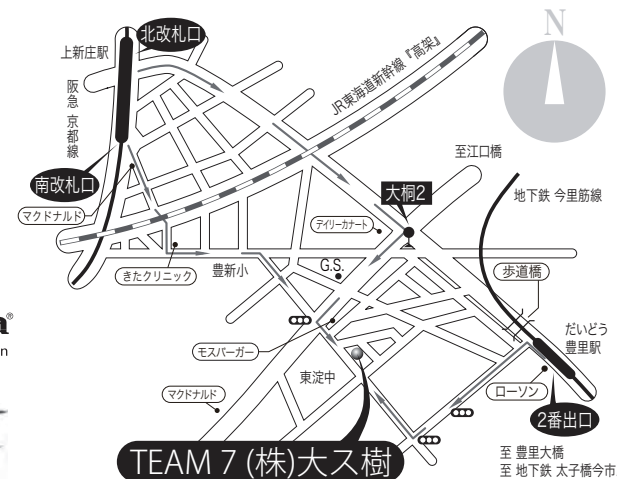 N
北改札口
上新庄駅
阪急 京都線
JR東海道新幹線『高架』
至江口橋
南改札口
大桐2
地下鉄 今里筋線
マクドナルド
デイリーカナート
きたクリニック
豊新小
G.S.
歩道橋
a®
n
モスバーガー
だいどう
豊里駅
東淀中
マクドナルド
ローソン
2番出口
TEAM 7 (株)大ス樹
至 豊里大橋
至 地下鉄 太子橋今市